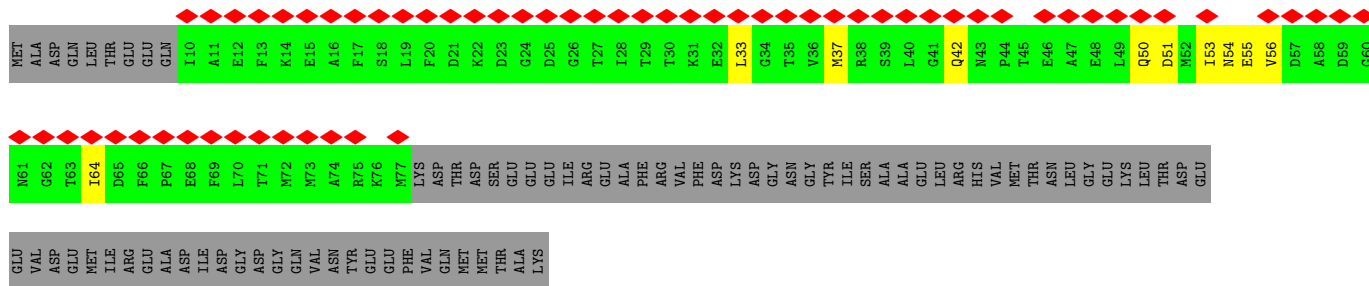 MET ALA ASP GLN LEU THR GLU GLU GLN I10 A11 E12 F13 K14 E15 A16 F17 S18 L19 F20 D21 K22 D23 G24 D25 G26 T27 I28 T29 T30 K31 E32 L33 G34 T35 V36 M37 R38 S39 L40 G41 Q42 N43 P44 T45 E46 A47 E48 L49 Q50 D51 M52 I53 N54 E55 V56 D57 A58 D59 G60
N61 G62 T63 I64 D65 F66 P67 E68 F69 L70 T71 M72 M73 A74 R75 K76 M77 LYS ASP THR ASP SER GLU GLU GLU ILE ARG GLU ALA PHE ARG VAL PHE ASP LYS ASP GLY ASN GLY TYR ILE SER ALA ALA GLU LEU ARG HIS VAL MET THR ASN LEU GLY GLU LYS LEU THR ASP GLU
GLU VAL ASP GLU MET ILE ARG GLU ALA ASP ILE ASP GLY ASP GLY GLN VAL ASN TYR GLU GLU PHE VAL GLN MET MET THR ALA LYS